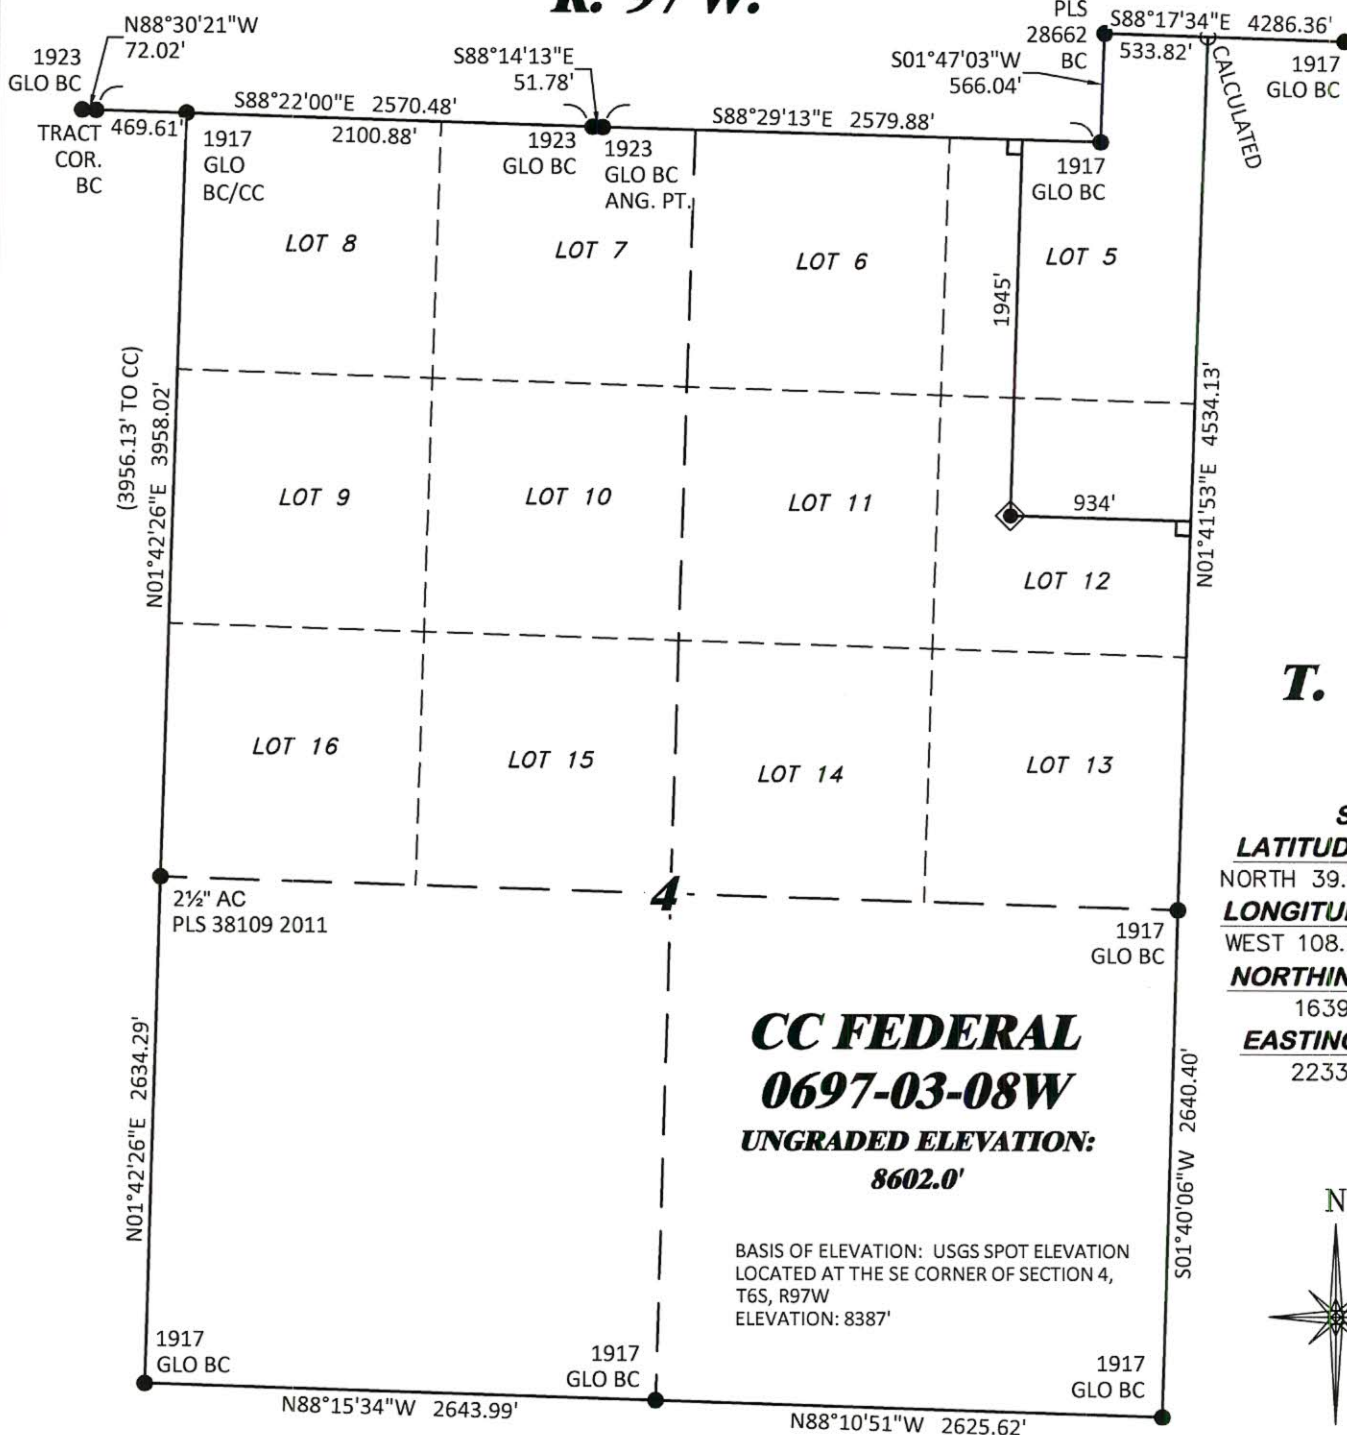 R. 97 W.
N88°30'21"W
72.02'
1923
GLO BC
S88°14'13"E
51.78'
PLS
28662
BC
S88°17'34"E 4286.36'
533.82'
S01°47'03"W
566.04'
1917
GLO BC
CALCULATED
TRACT
COR.
BC
469.61'
S88°22'00"E 2570.48'
2100.88'
1917
GLO
BC/CC
1923
GLO BC
1923
GLO BC
ANG. PT.
S88°29'13"E 2579.88'
1917
GLO BC
LOT 8
LOT 7
LOT 6
LOT 5
1945'
(3956.13' TO CC)
N01°42'26"E 3958.02'
N01°41'53"E 4534.13'
LOT 9
LOT 10
LOT 11
934'
LOT 12
LOT 16
LOT 15
LOT 14
LOT 13
T.
2½" AC
PLS 38109 2011
4
1917
GLO BC
S
LATITUD
NORTH 39.
LONGITU
WEST 108.
NORTHIN
1639
EASTING
2233
CC FEDERAL
0697-03-08W
UNGRADED ELEVATION:
8602.0'
N01°42'26"E 2634.29'
S01°40'06"W 2640.40'
BASIS OF ELEVATION: USGS SPOT ELEVATION
LOCATED AT THE SE CORNER OF SECTION 4,
T6S, R97W
ELEVATION: 8387'
N
1917
GLO BC
1917
GLO BC
1917
GLO BC
N88°15'34"W 2643.99'
N88°10'51"W 2625.62'